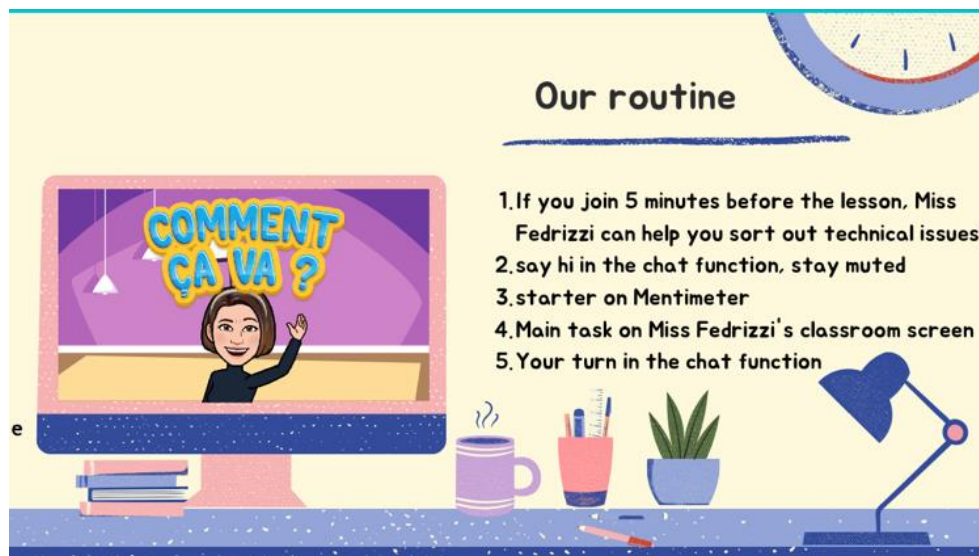 Our routine
COMMENT
ÇA VA ?
1.If you join 5 minutes before the lesson, Miss
Fedrizzi can help you sort out technical issues
2.say hi in the chat function, stay muted
3.starter on Mentimeter
4.Main task on Miss Fedrizzi's classroom screen
5.Your turn in the chat function
e